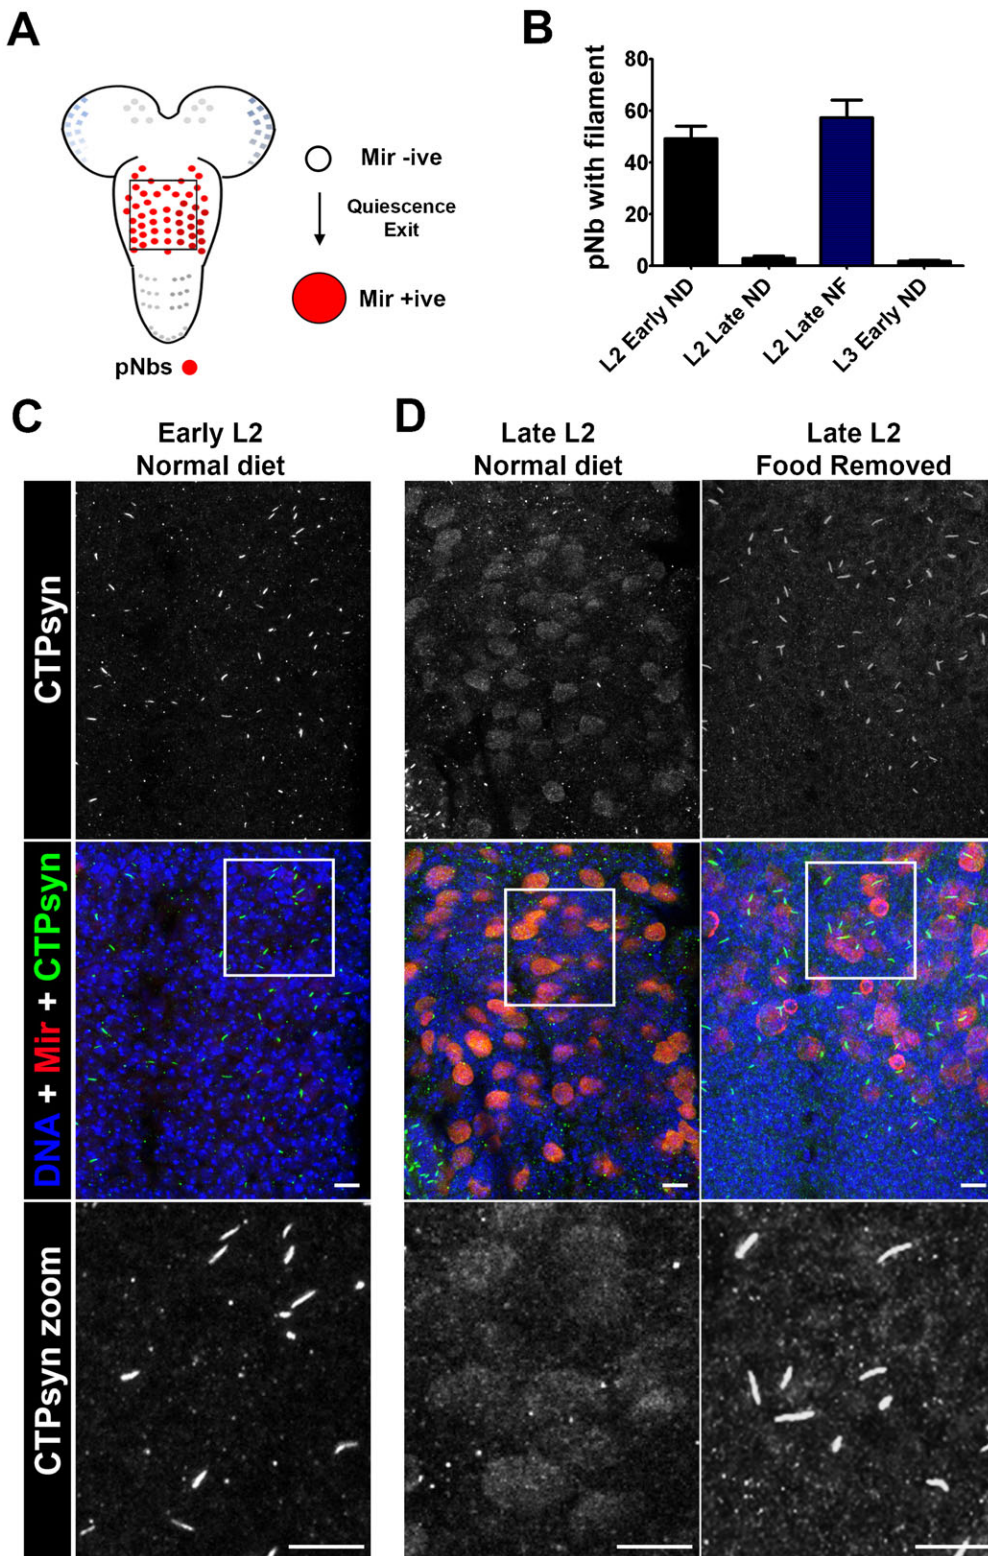 A
Mir -ive
Quiescence
Exit
Mir +ive
pNbs
B
pNb with filament
80
60
40
20
0
L2 Early ND
L2 Late ND
L2 Late NF
L3 Early ND
C
Early L2
Normal diet
D
Late L2
Normal diet
Late L2
Food Removed
CTPsyn
DNA + Mir + CTPsyn
CTPsyn zoom